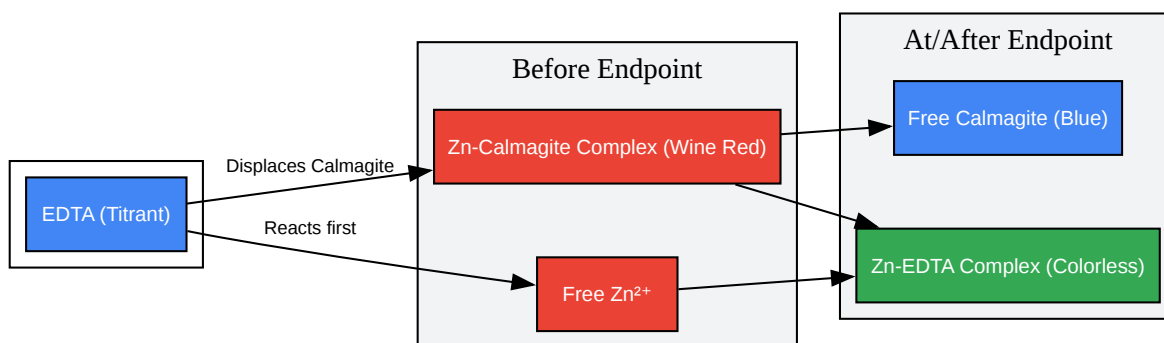 At/After Endpoint
Before Endpoint
Free Calmagite (Blue)
Zn-Calmagite Complex (Wine Red)
Displaces Calmagite
EDTA (Titrant)
Reacts first
Zn-EDTA Complex (Colorless)
Free Zn²⁺